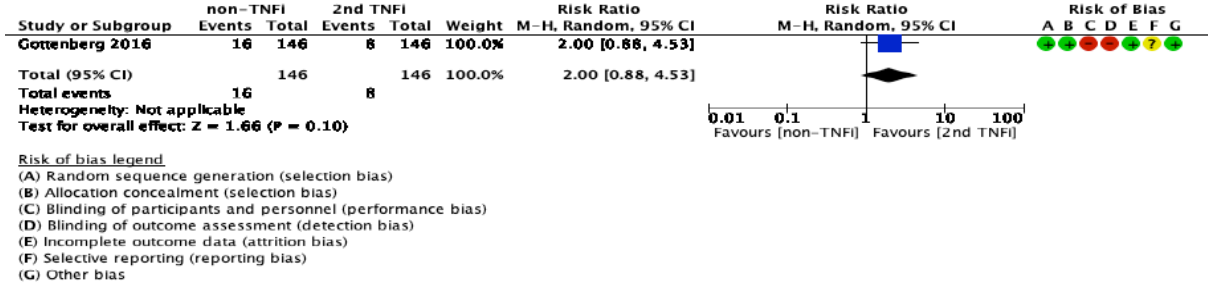 non-TNFi 2nd TNFi Risk Ratio Risk Ratio Risk of Bias
Study or Subgroup Events Total Events Total Weight M-H, Random, 95% CI M-H, Random, 95% CI A B C D E F G
Gottenberg 2016 16 146 8 146 100.0% 2.00 [0.88, 4.53] + + − − + ? +
Total (95% CI) 146 146 100.0% 2.00 [0.88, 4.53]
Total events 16 8
Heterogeneity: Not applicable
Test for overall effect: Z = 1.66 (P = 0.10)
0.01 0.1 1 10 100
Favours [non-TNFi] Favours [2nd TNFi]
Risk of bias legend
(A) Random sequence generation (selection bias)
(B) Allocation concealment (selection bias)
(C) Blinding of participants and personnel (performance bias)
(D) Blinding of outcome assessment (detection bias)
(E) Incomplete outcome data (attrition bias)
(F) Selective reporting (reporting bias)
(G) Other bias